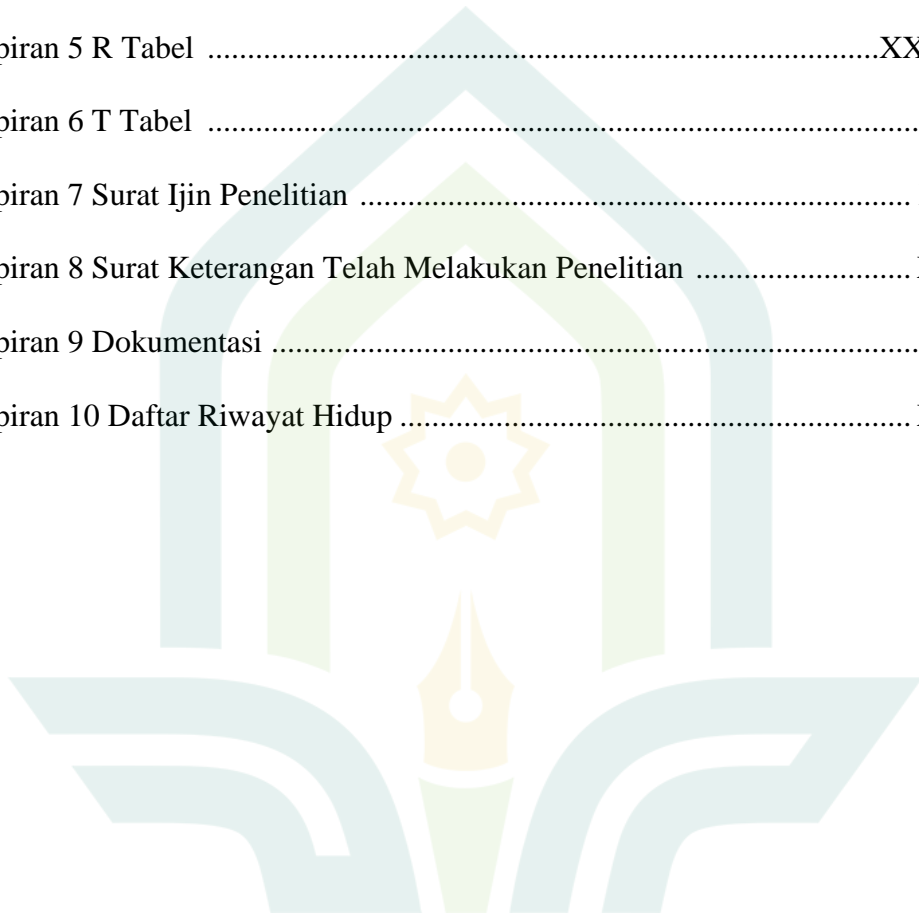 piran 5 R Tabel ........................................................................XX
piran 6 T Tabel ............................................................................
piran 7 Surat Ijin Penelitian ...........................................................
piran 8 Surat Keterangan Telah Melakukan Penelitian .......................
piran 9 Dokumentasi .....................................................................
piran 10 Daftar Riwayat Hidup .......................................................